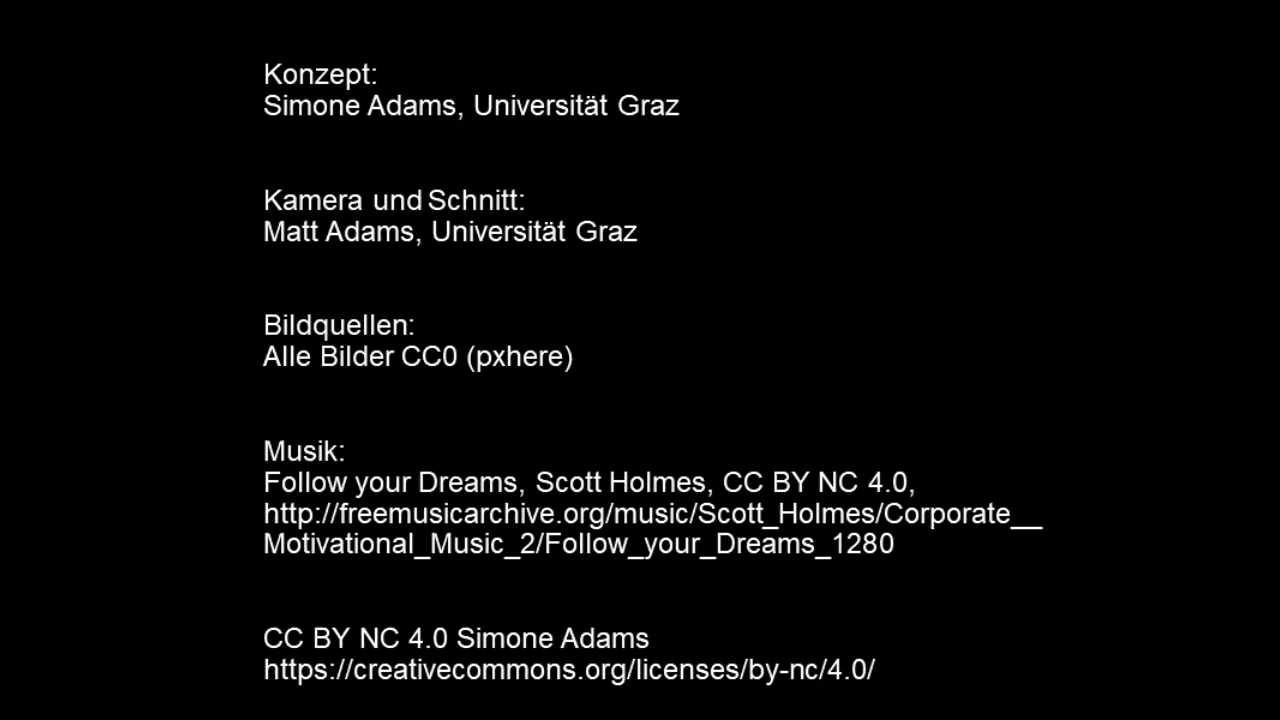 Konzept:
Simone Adams, Universität Graz
Kamera und Schnitt:
Matt Adams, Universität Graz
Bildquellen:
Alle Bilder CC0 (pxhere)
Musik:
Follow your Dreams, Scott Holmes, CC BY NC 4.0,
http://freemusicarchive.org/music/Scott_Holmes/Corporate__
Motivational_Music_2/Follow_your_Dreams_1280
CC BY NC 4.0 Simone Adams
https://creativecommons.org/licenses/by-nc/4.0/